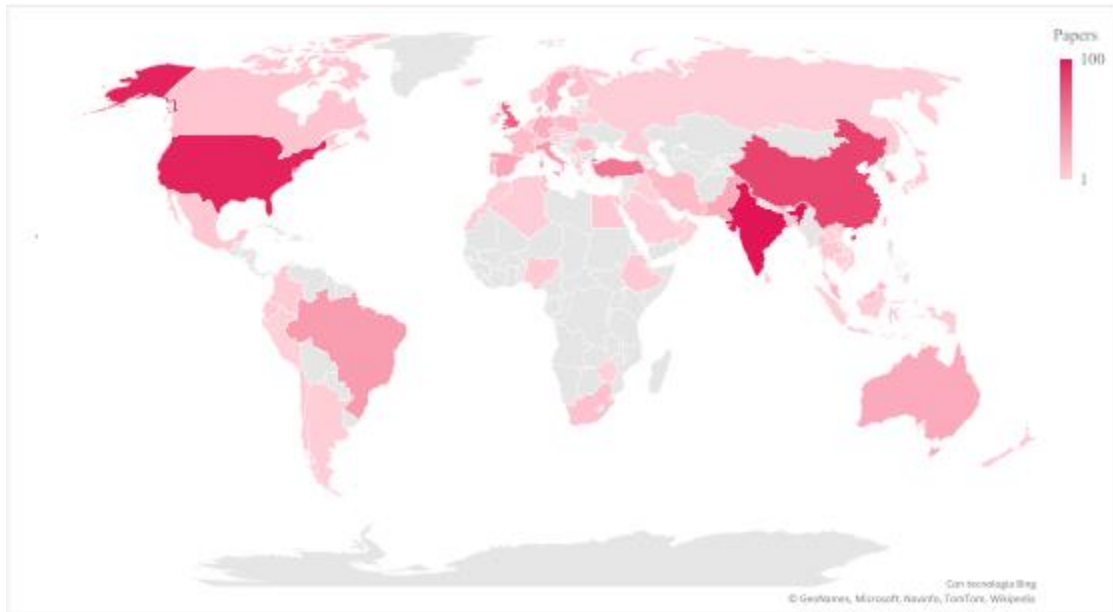 Papers
100
1
Con tecnología Bing
© GeoNames, Microsoft, Navinfo, TomTom, Wikipedia